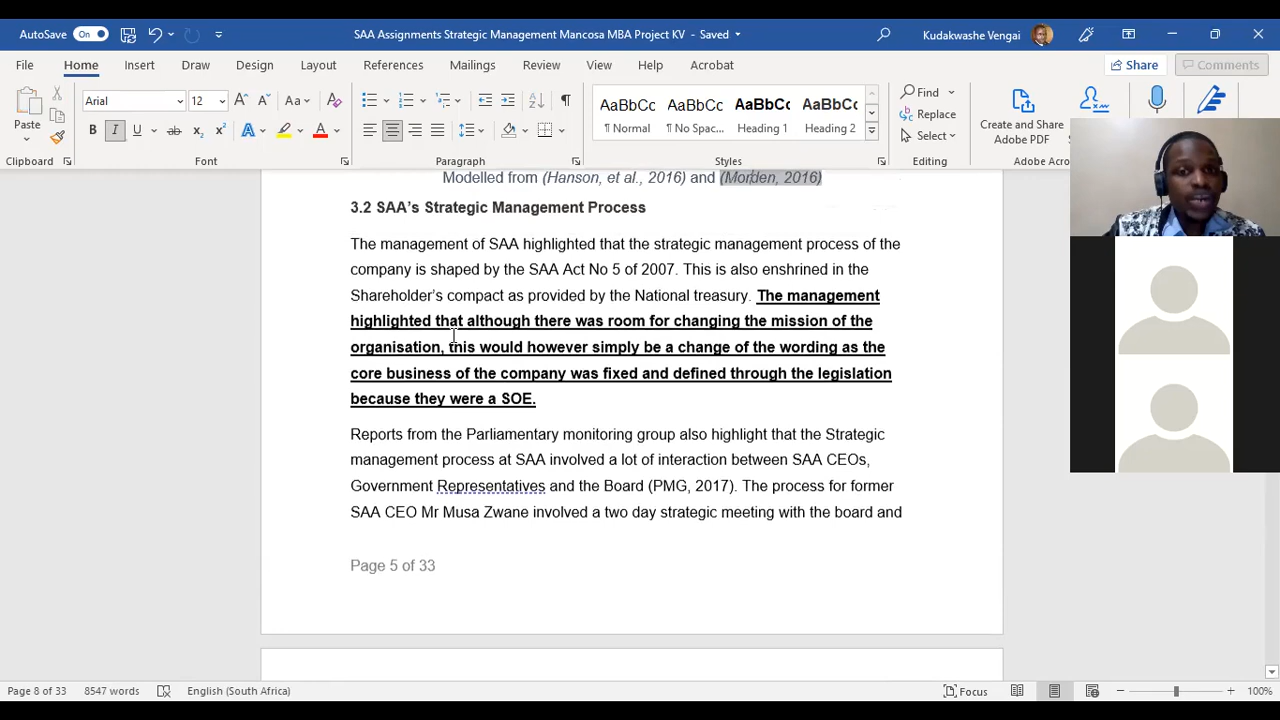 AutoSave On SAA Assignments Strategic Management Mancosa MBA Project KV - Saved Kudakwashe Vengai
File Home Insert Draw Design Layout References Mailings Review View Help Acrobat Share Comments
Arial 12 Aa AaBbCc AaBbCc AaBbCc AaBbCc Find
Paste Replace
B I U ab x₂ x² A A ¶ Normal ¶ No Spac... Heading 1 Heading 2 Select Create and Share
Adobe PDF
Clipboard Font Paragraph Styles Editing Adobe Acro
Modelled from (Hanson, et al., 2016) and (Morden, 2016)
3.2 SAA’s Strategic Management Process
The management of SAA highlighted that the strategic management process of the
company is shaped by the SAA Act No 5 of 2007. This is also enshrined in the
Shareholder’s compact as provided by the National treasury. The management
highlighted that although there was room for changing the mission of the
organisation, this would however simply be a change of the wording as the
core business of the company was fixed and defined through the legislation
because they were a SOE.
Reports from the Parliamentary monitoring group also highlight that the Strategic
management process at SAA involved a lot of interaction between SAA CEOs,
Government Representatives and the Board (PMG, 2017). The process for former
SAA CEO Mr Musa Zwane involved a two day strategic meeting with the board and
Page 5 of 33
Page 8 of 33 8547 words English (South Africa) Focus 100%